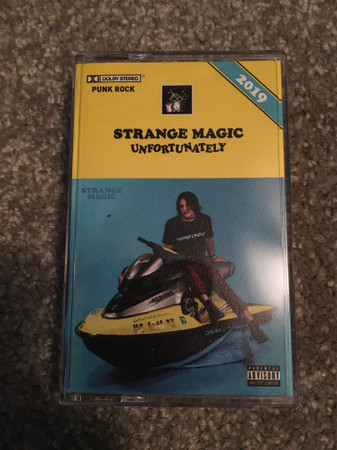 DOLBY STEREO
PUNK ROCK
2019
STRANGE MAGIC
UNFORTUNATELY
STRANGE
MAGIC
PARENTAL
ADVISORY
EXPLICIT CONTENT